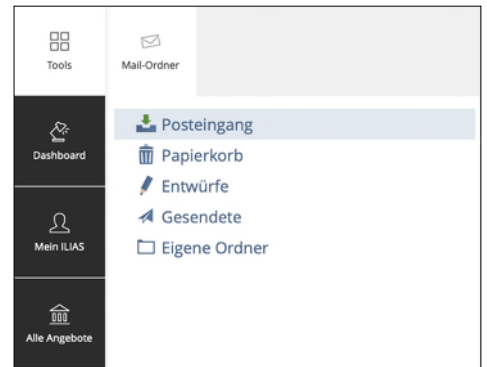 Tools
Mail-Ordner
Dashboard
Mein ILIAS
Alle Angebote
Posteingang
Papierkorb
Entwürfe
Gesendete
Eigene Ordner